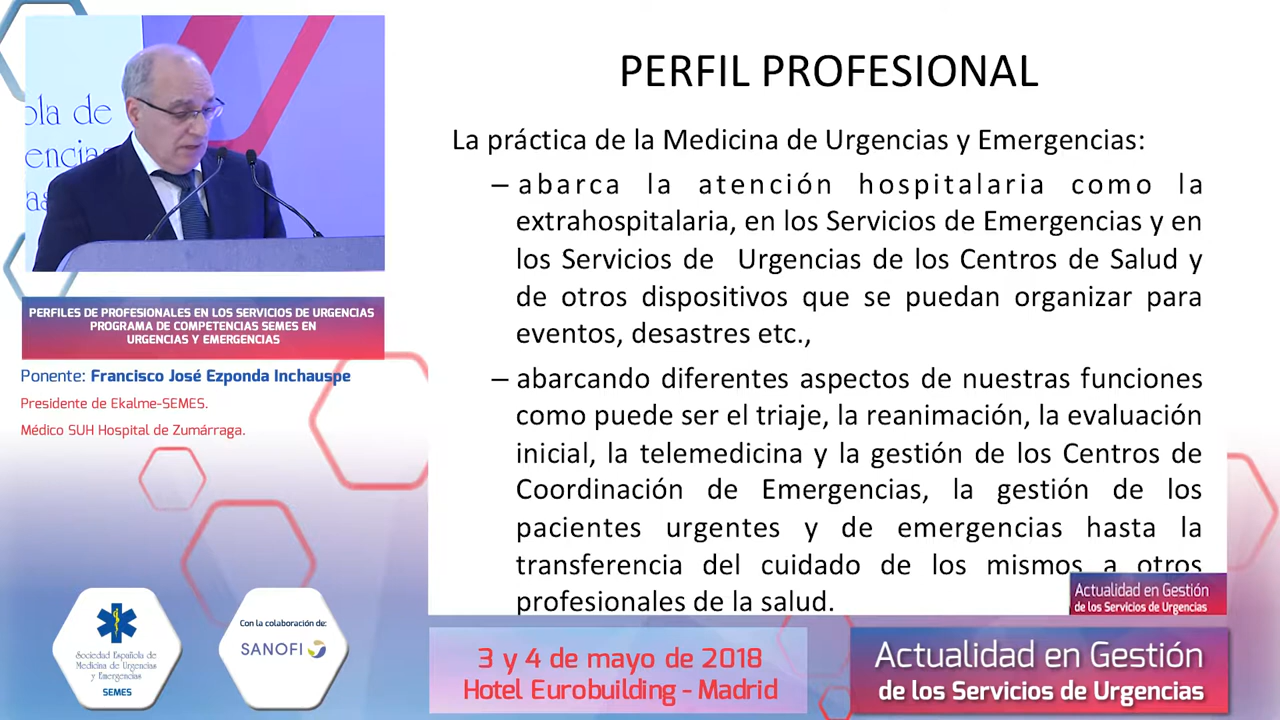 ola de
encias
as
PERFILES DE PROFESIONALES EN LOS SERVICIOS DE URGENCIAS
PROGRAMA DE COMPETENCIAS SEMES EN
URGENCIAS Y EMERGENCIAS
Ponente: Francisco José Ezponda Inchauspe
Presidente de Ekalme-SEMES.
Médico SUH Hospital de Zumárraga.
Sociedad Española de
Medicina de Urgencias
y Emergencias
SEMES
Con la colaboración de:
SANOFI
PERFIL PROFESIONAL
La práctica de la Medicina de Urgencias y Emergencias:
– abarca la atención hospitalaria como la
extrahospitalaria, en los Servicios de Emergencias y en
los Servicios de Urgencias de los Centros de Salud y
de otros dispositivos que se puedan organizar para
eventos, desastres etc.,
– abarcando diferentes aspectos de nuestras funciones
como puede ser el triaje, la reanimación, la evaluación
inicial, la telemedicina y la gestión de los Centros de
Coordinación de Emergencias, la gestión de los
pacientes urgentes y de emergencias hasta la
transferencia del cuidado de los mismos a otros
profesionales de la salud.
Actualidad en Gestión
de los Servicios de Urgencias
3 y 4 de mayo de 2018
Hotel Eurobuilding - Madrid
Actualidad en Gestión
de los Servicios de Urgencias